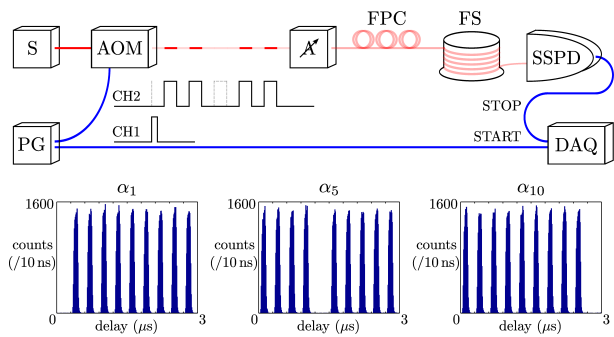 FPC FS
S AOM A SSPD
CH2
STOP
CH1 START
PG DAQ
α₁ α₅ α₁₀
1600 1600 1600
counts counts counts
(/10 ns) (/10 ns) (/10 ns)
0 3 0 3 0 3
delay (μs) delay (μs) delay (μs)